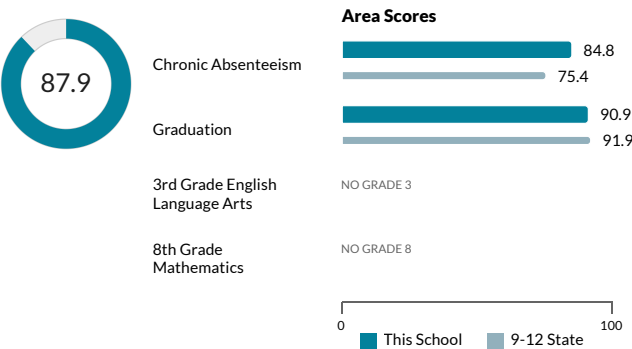 Area Scores
87.9
Chronic Absenteeism
84.8
75.4
Graduation
90.9
91.9
3rd Grade English
Language Arts
NO GRADE 3
8th Grade
Mathematics
NO GRADE 8
0 100
This School 9-12 State